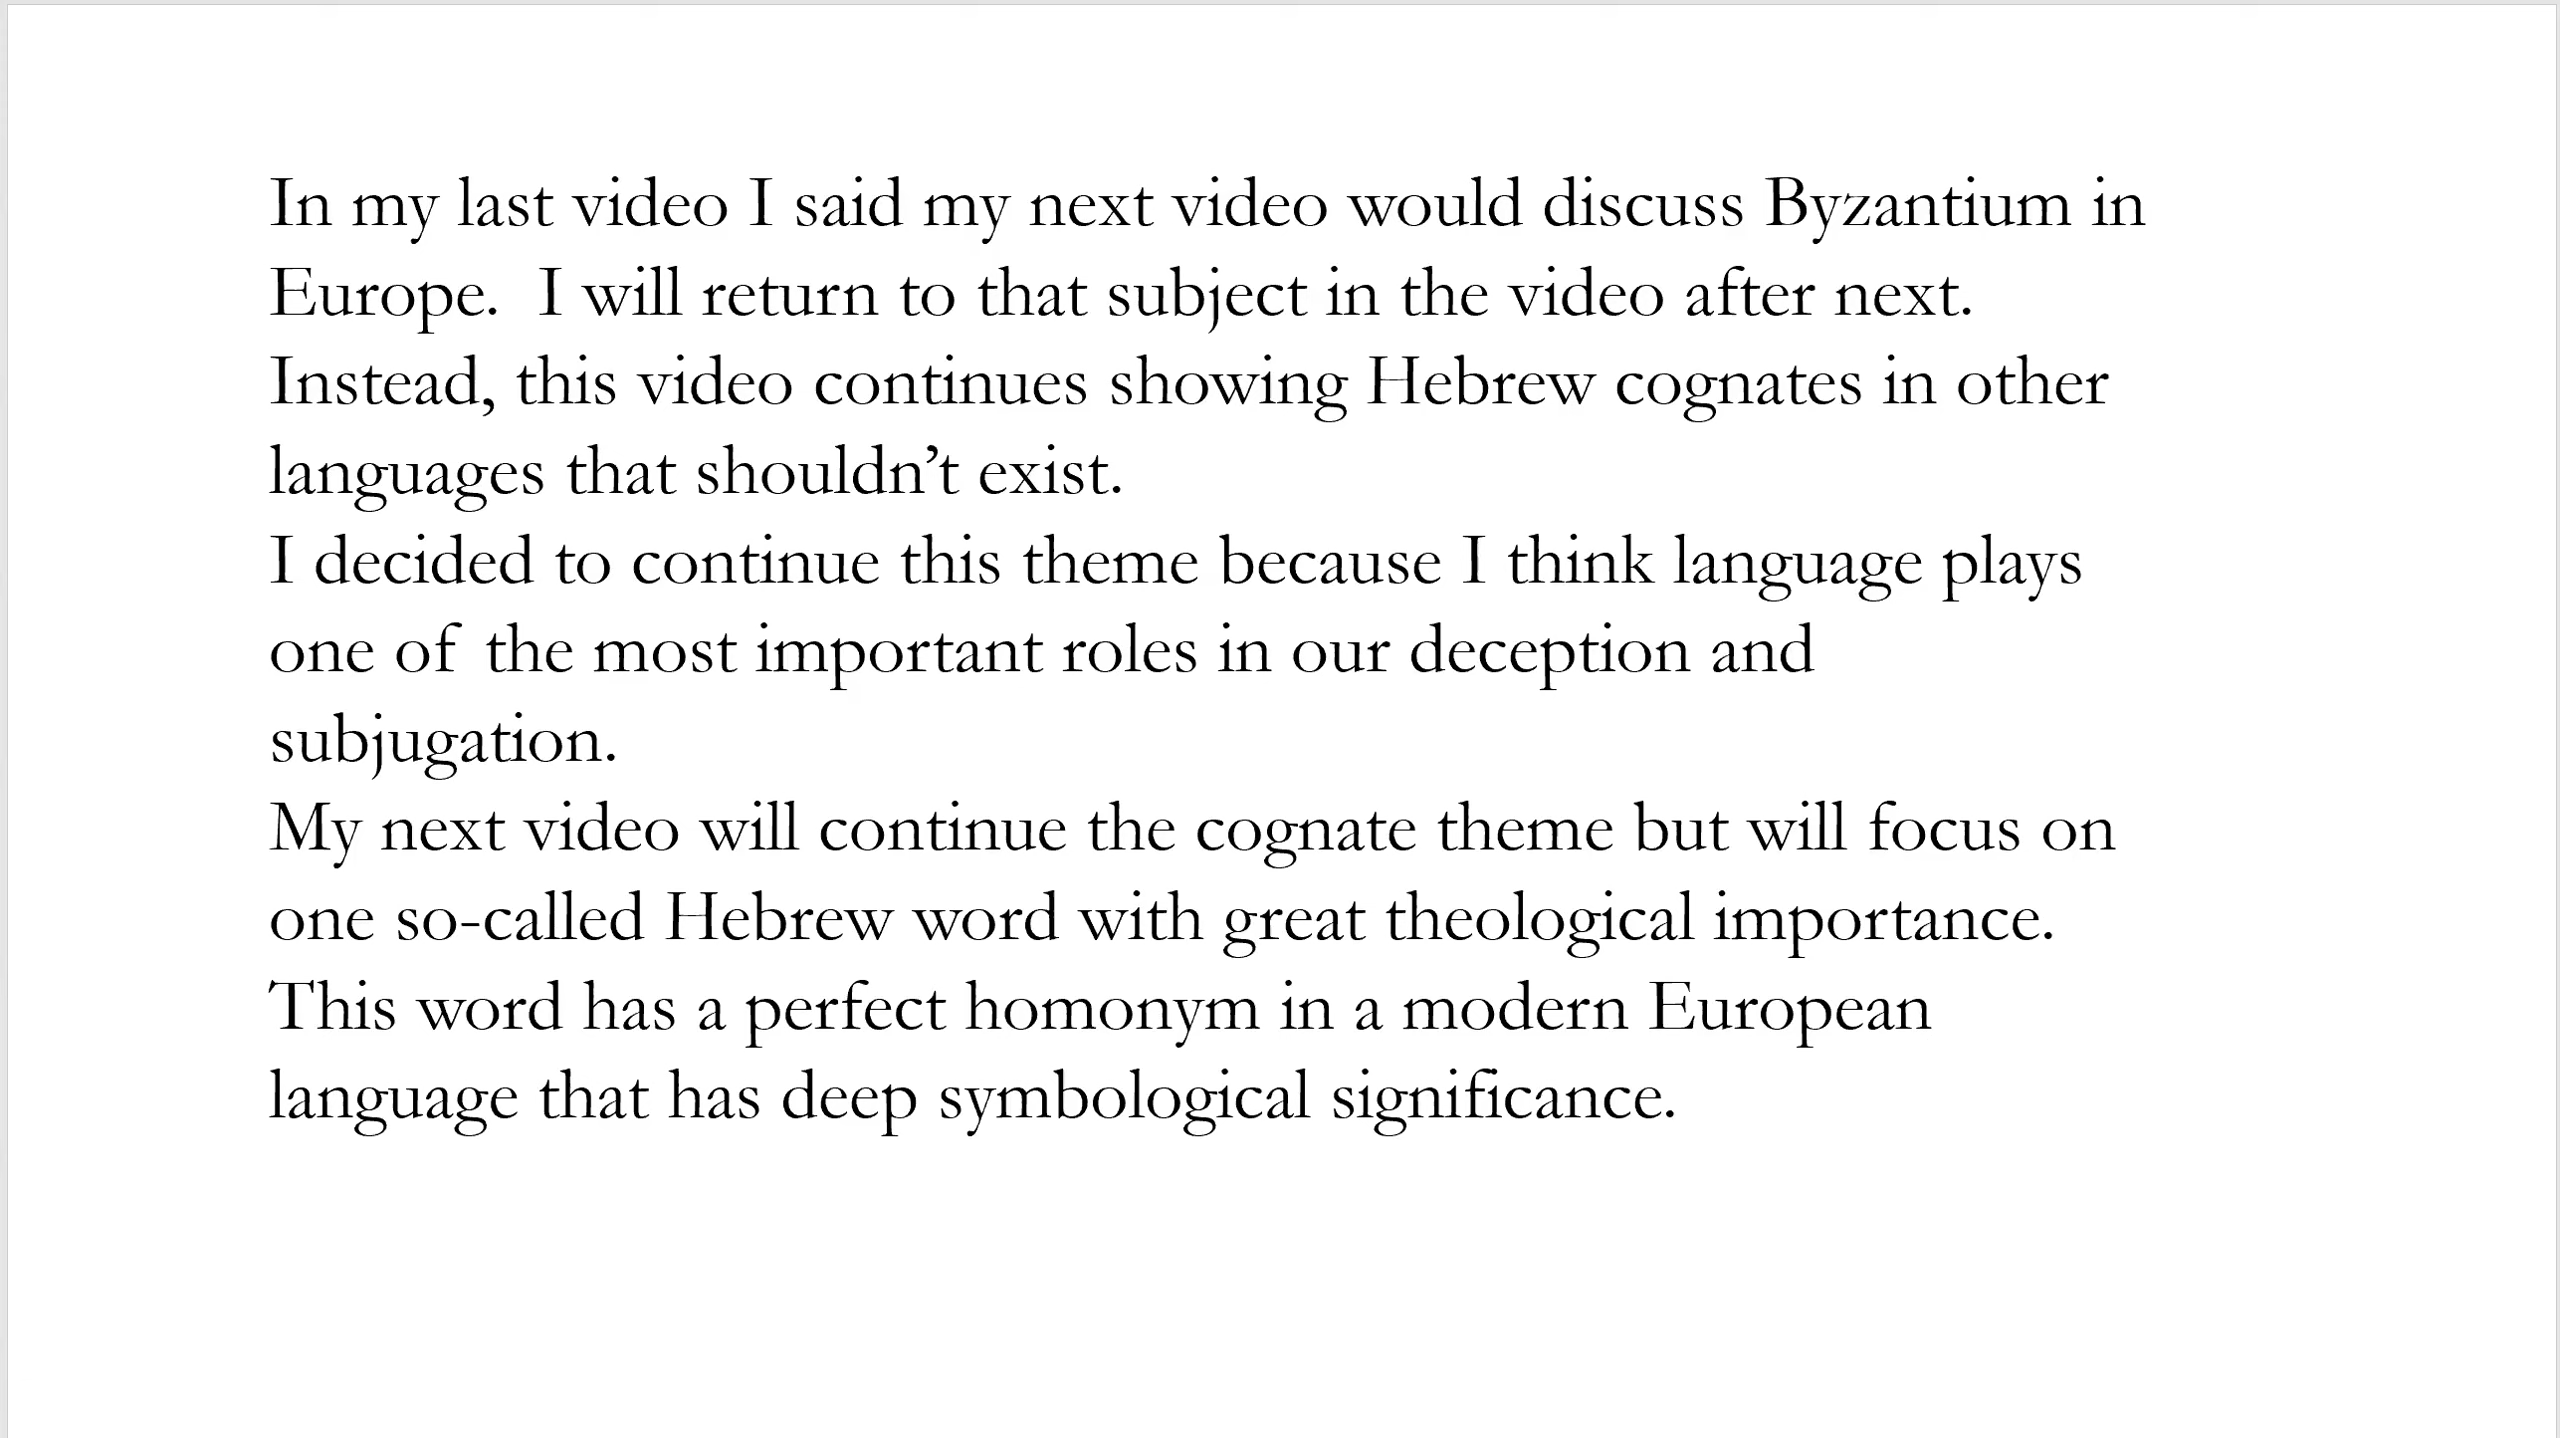 In my last video I said my next video would discuss Byzantium in
Europe.  I will return to that subject in the video after next.
Instead, this video continues showing Hebrew cognates in other
languages that shouldn’t exist.
I decided to continue this theme because I think language plays
one of the most important roles in our deception and
subjugation.
My next video will continue the cognate theme but will focus on
one so-called Hebrew word with great theological importance.
This word has a perfect homonym in a modern European
language that has deep symbological significance.